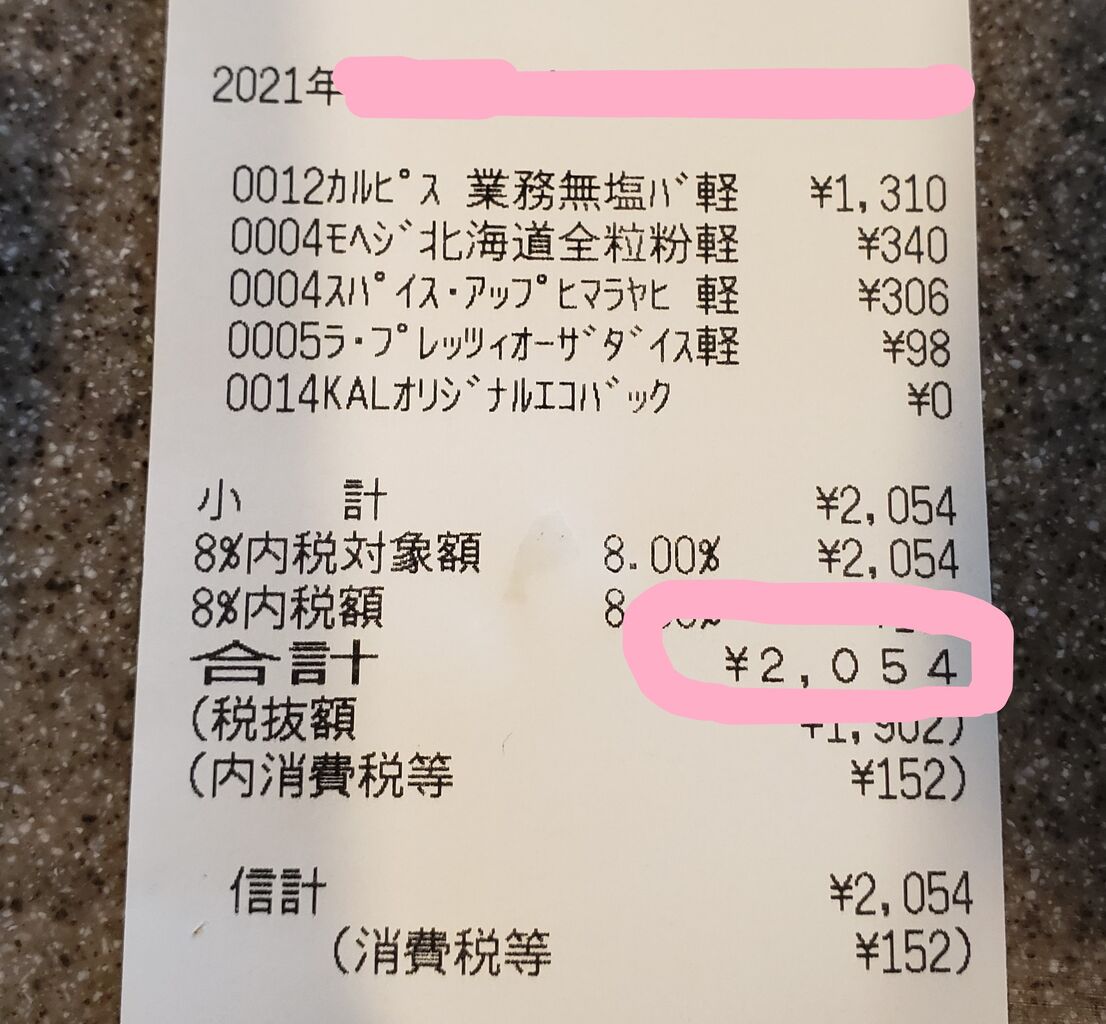 2021年
0012ｶﾙﾋﾟｽ 業務無塩ﾊﾞ軽 ¥1,310
0004ﾓﾍｼﾞ北海道全粒粉軽 ¥340
0004ｽﾊﾟｲｽ･ｱｯﾌﾟﾋﾏﾗﾔﾋ 軽 ¥306
0005ﾗ･ﾌﾟﾚｯﾂｨｵｰｻﾞﾀﾞｲｽ軽 ¥98
0014KALｵﾘｼﾞﾅﾙｴｺﾊﾞｯｸ ¥0
小 計 ¥2,054
8%内税対象額 8.00% ¥2,054
8%内税額
合計 ¥2,054
(税抜額 ¥1,902)
(内消費税等 ¥152)
信計 ¥2,054
(消費税等 ¥152)